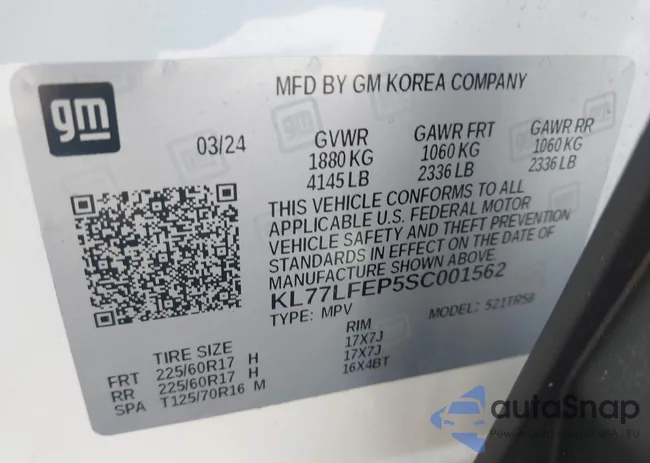 gm
MFD BY GM KOREA COMPANY
03/24
GVWR
1880 KG
4145 LB
GAWR FRT
1060 KG
2336 LB
GAWR RR
1060 KG
2336 LB
THIS VEHICLE CONFORMS TO ALL
APPLICABLE U.S. FEDERAL MOTOR
VEHICLE SAFETY AND THEFT PREVENTION
STANDARDS IN EFFECT ON THE DATE OF
MANUFACTURE SHOWN ABOVE.
KL77LFEP5SC001562
TYPE: MPV
MODEL:
TIRE SIZE
RIM
FRT 225/60R17 H 17X7J
RR 225/60R17 H 17X7J
SPA T125/70R16 M 16X4BT
autoSnap